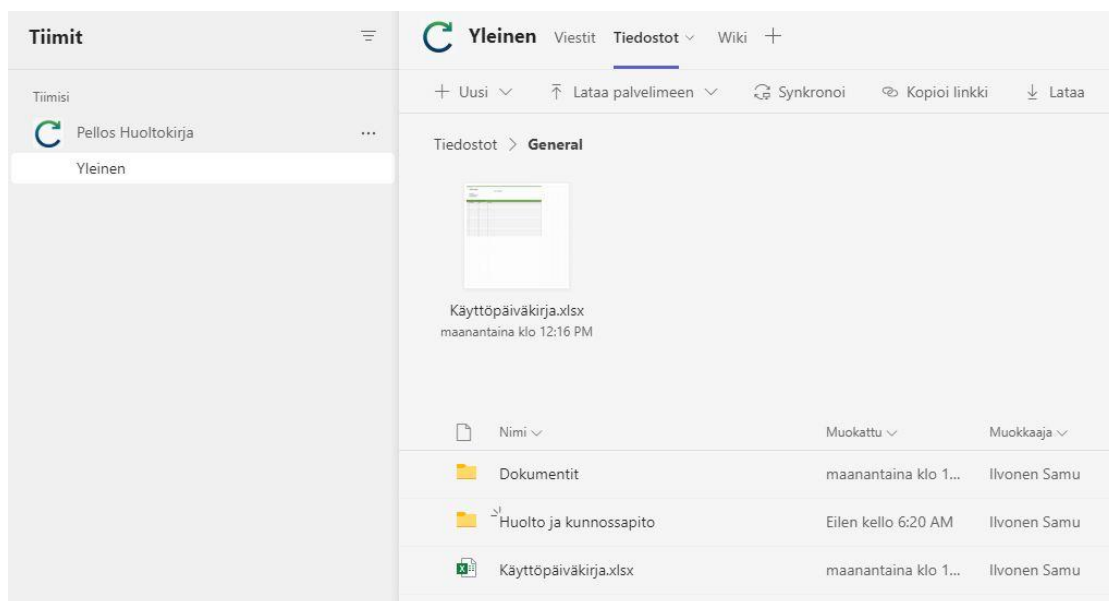 Tiimit
Tiimisi
Pellos Huoltokirja ...
Yleinen
Yleinen Viestit Tiedostot Wiki +
+ Uusi Lataa palvelimeen Synkronoi Kopioi linkki Lataa
Tiedostot > General
Käyttöpäiväkirja.xlsx
maanantaina klo 12:16 PM
Nimi Muokattu Muokkaaja
Dokumentit maanantaina klo 1... Ilvonen Samu
Huolto ja kunnossapito Eilen kello 6:20 AM Ilvonen Samu
Käyttöpäiväkirja.xlsx maanantaina klo 1... Ilvonen Samu